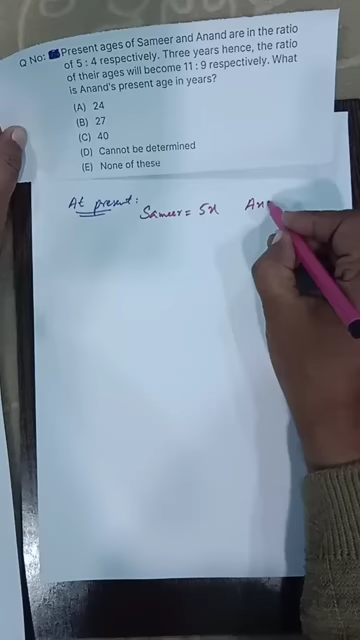 Q No: Present ages of Sameer and Anand are in the ratio
of 5 : 4 respectively. Three years hence, the ratio
of their ages will become 11 : 9 respectively. What
is Anand's present age in years?
(A) 24
(B) 27
(C) 40
(D) Cannot be determined
(E) None of these
At present:
Sameer = 5x An